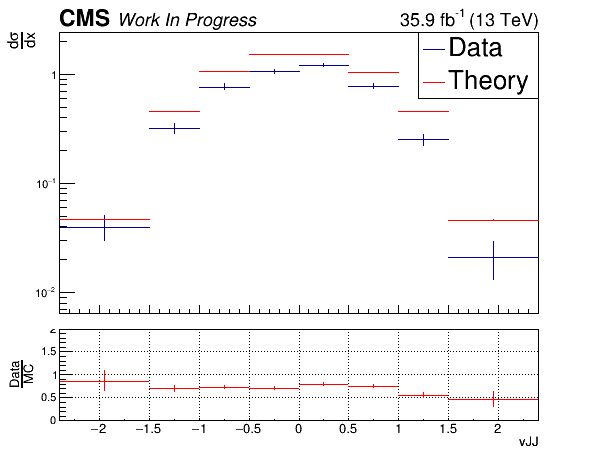 CMS Work In Progress 35.9 fb⁻¹ (13 TeV)
dσ
dx
Data
Theory
1
10⁻¹
10⁻²
Data
MC
2
1.5
1
0.5
0
−2 −1.5 −1 −0.5 0 0.5 1 1.5 2
vJJ